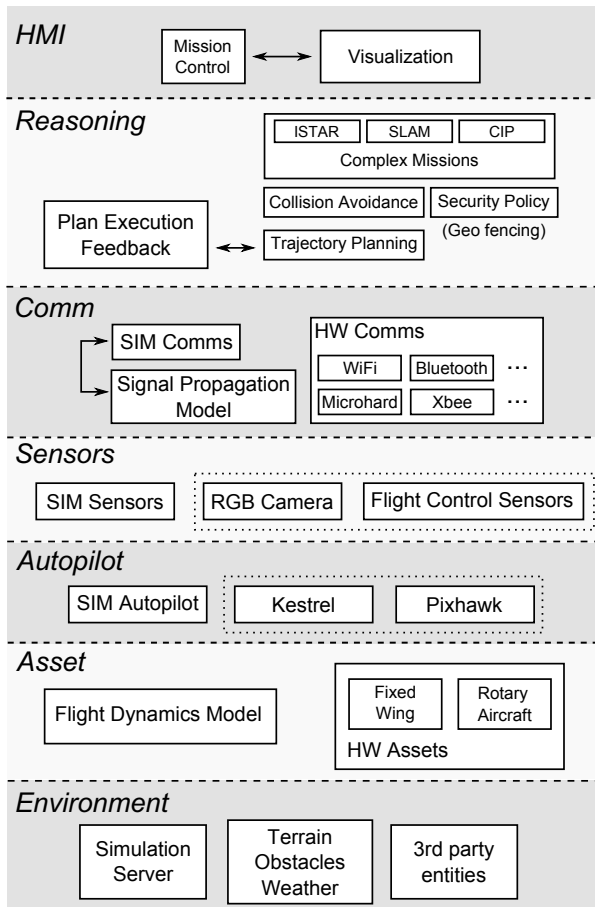 HMI
Mission
Control
Visualization
Reasoning
ISTAR
SLAM
CIP
Complex Missions
Collision Avoidance
Security Policy
(Geo fencing)
Plan Execution
Feedback
Trajectory Planning
Comm
SIM Comms
Signal Propagation
Model
HW Comms
WiFi
Bluetooth
...
Microhard
Xbee
...
Sensors
SIM Sensors
RGB Camera
Flight Control Sensors
Autopilot
SIM Autopilot
Kestrel
Pixhawk
Asset
Flight Dynamics Model
Fixed
Wing
Rotary
Aircraft
HW Assets
Environment
Simulation
Server
Terrain
Obstacles
Weather
3rd party
entities